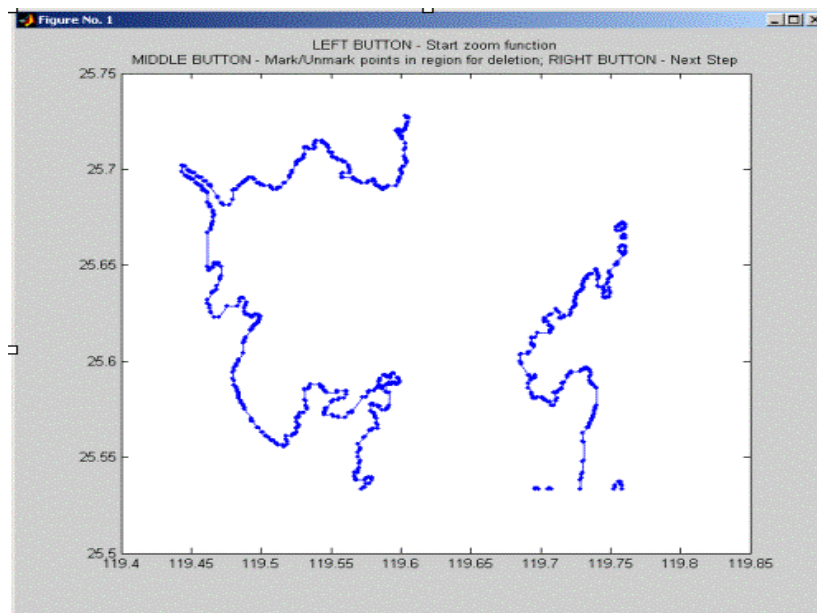 Figure No. 1
LEFT BUTTON - Start zoom function
MIDDLE BUTTON - Mark/Unmark points in region for deletion; RIGHT BUTTON - Next Step
25.75
25.7
25.65
25.6
25.55
25.5
119.4 119.45 119.5 119.55 119.6 119.65 119.7 119.75 119.8 119.85